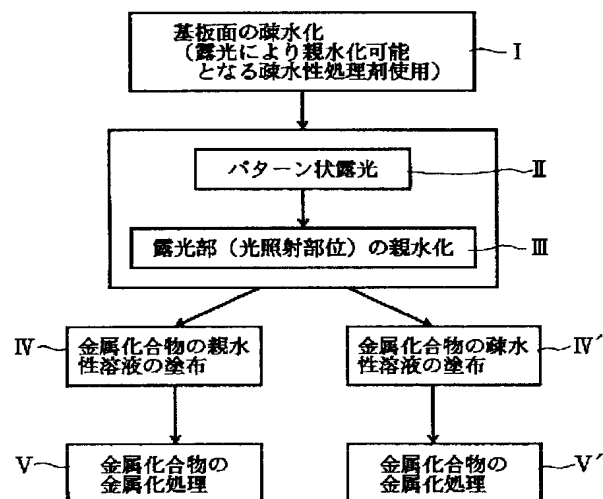 基板面の疎水化
(露光により親水化可能
となる疎水性処理剤使用)
I
パターン状露光
II
露光部(光照射部位)の親水化
III
IV
金属化合物の親水
性溶液の塗布
金属化合物の疎水
性溶液の塗布
IV′
V
金属化合物の
金属化処理
金属化合物の
金属化処理
V′